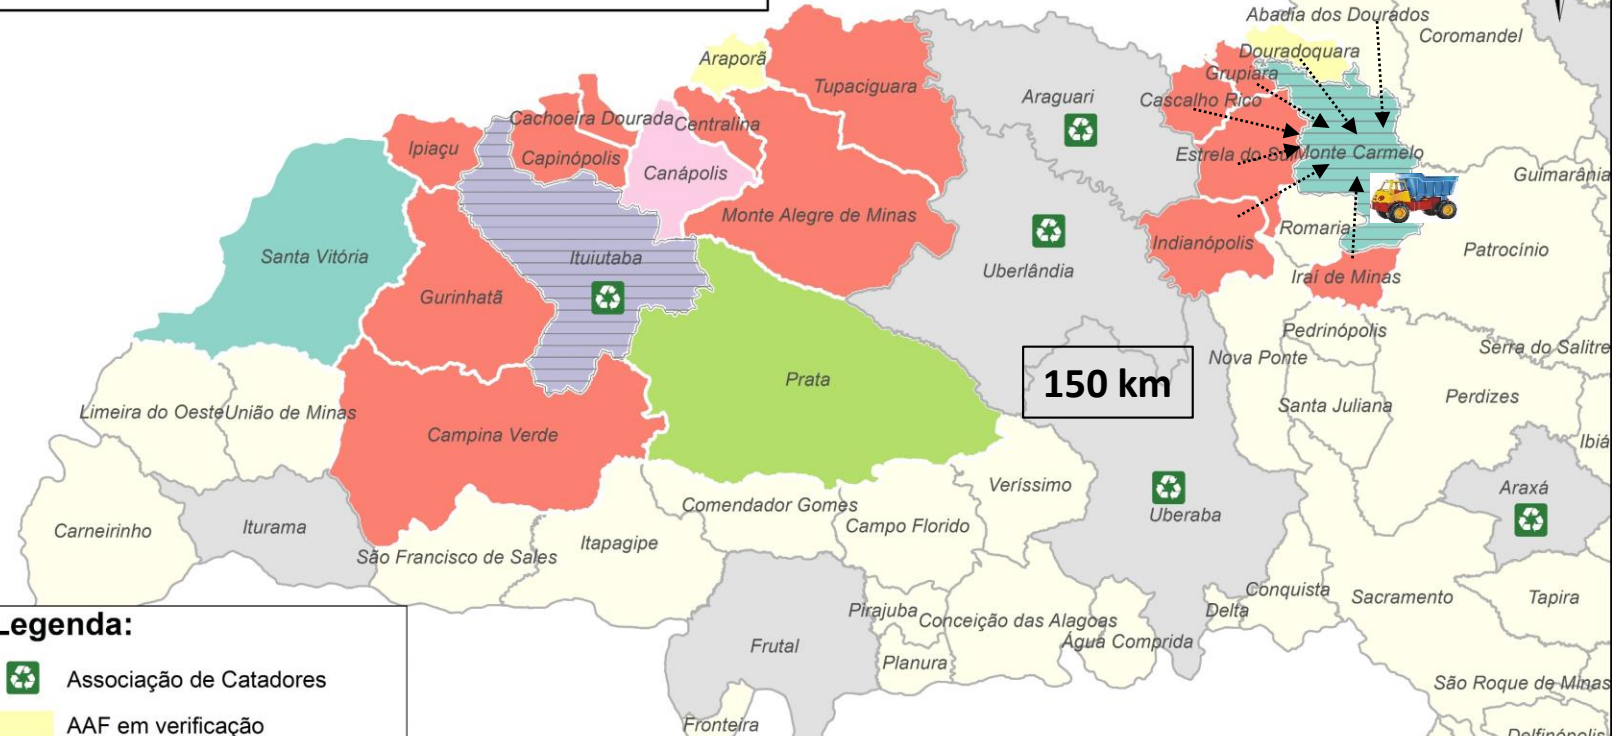 Abadia dos Dourados
Coromandel
Douradoquara
Araporã
Grupiara
Tupaciguara
Araguari
Cascalho Rico
Cachoeira Dourada
Centralina
Ipiaçu
Capinópolis
Estrela do Sul
Monte Carmelo
Canápolis
Guimarânia
Monte Alegre de Minas
Romaria
Indianópolis
Patrocínio
Santa Vitória
Ituiutaba
Uberlândia
Iraí de Minas
Gurinhatã
Pedrinópolis
Serra do Salitre
Nova Ponte
Prata
150 km
Perdizes
Santa Juliana
Limeira do Oeste
União de Minas
Campina Verde
Ibiá
Veríssimo
Araxá
Comendador Gomes
Uberaba
Campo Florido
Iturama
Carneirinho
Itapagipe
São Francisco de Sales
Conquista
Sacramento
Tapira
Pirajuba
Delta
Conceição das Alagoas
Água Comprida
Frutal
Planura
São Roque de Minas
Fronteira
Delfinópolis
Legenda:
Associação de Catadores
AAF em verificação